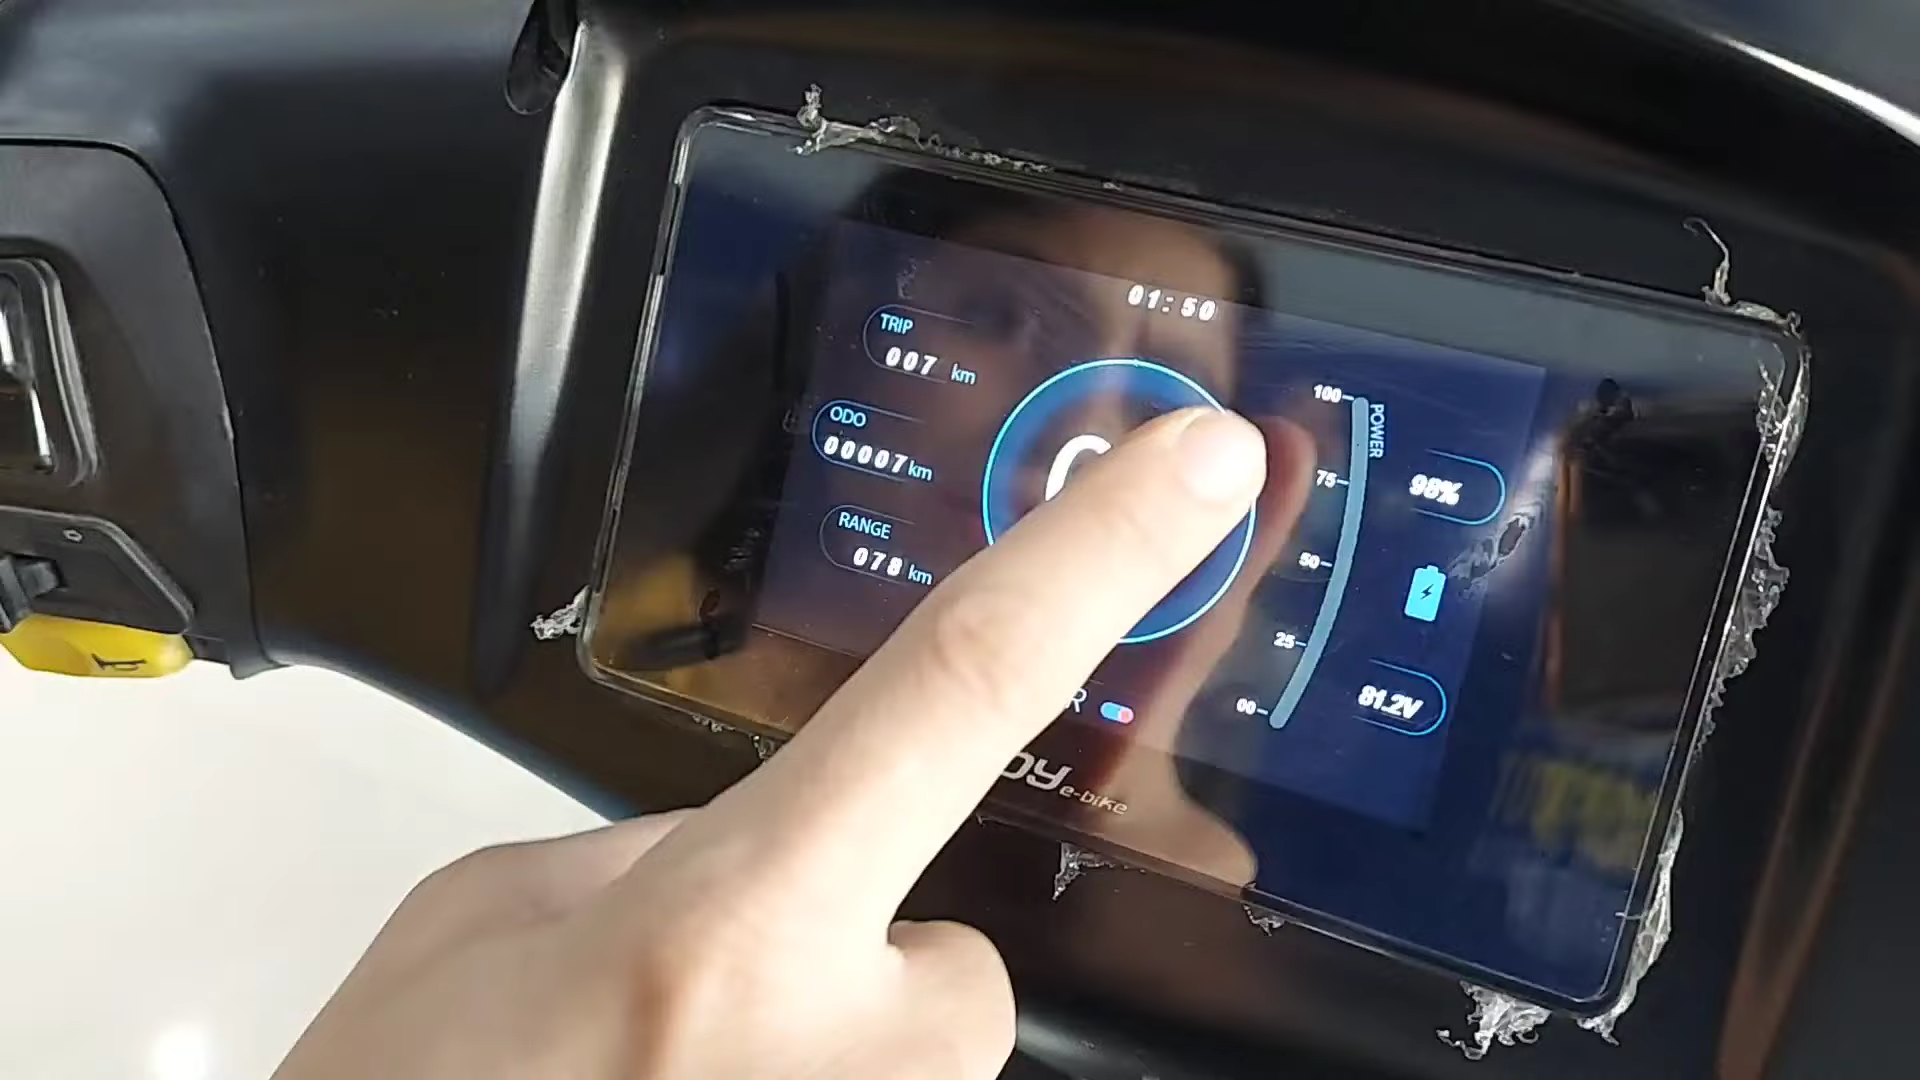 01:50
TRIP
007 km
ODO
00007 km
RANGE
078 km
100
75
50
25
00
POWER
98%
81.2V
R
e-bike